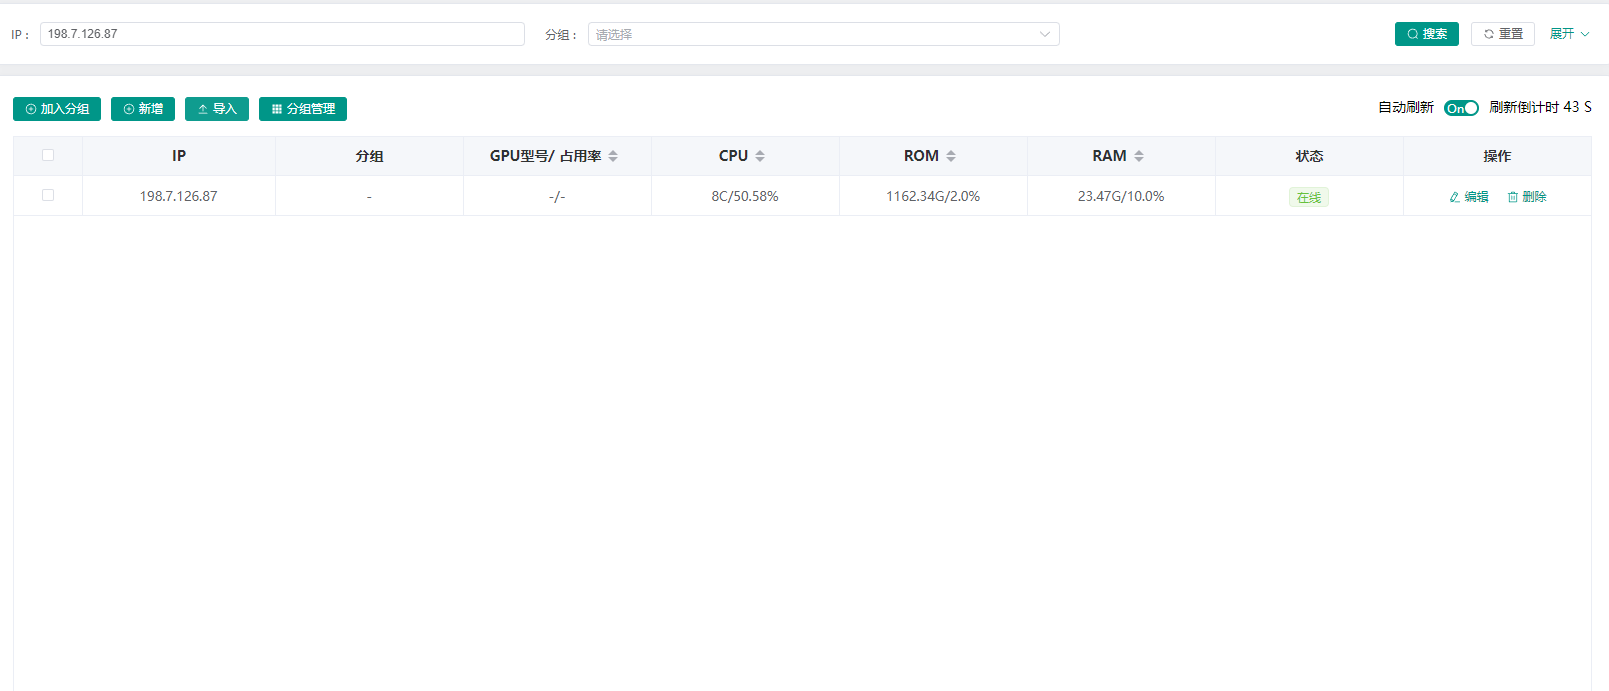 IP： 198.7.126.87 分组： 请选择 搜索 重置 展开
加入分组 新增 导入 分组管理 自动刷新 On 刷新倒计时 43 S
IP 分组 GPU型号/ 占用率 CPU ROM RAM 状态 操作
198.7.126.87 - -/- 8C/50.58% 1162.34G/2.0% 23.47G/10.0% 在线 编辑 删除